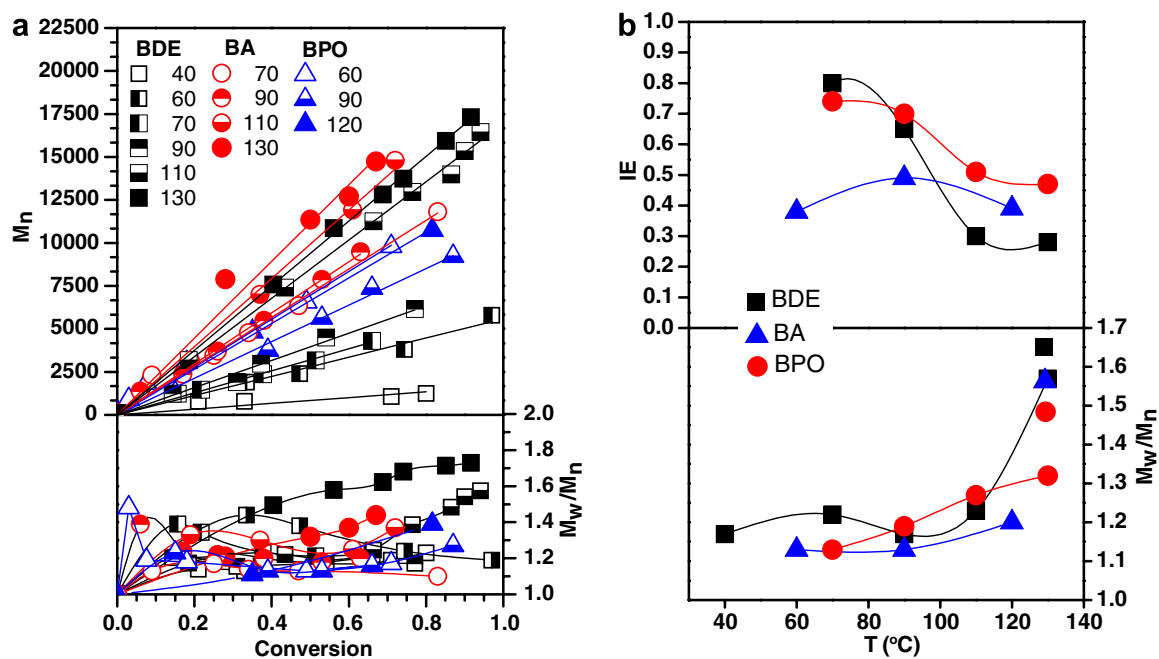 a
22500
20000
17500
15000
12500
10000
7500
5000
2500
0
Mn
BDE BA BPO
40 70 60
60 90 90
70 110 120
90 130
110
130
2.0
1.8
1.6
1.4
1.2
1.0
Mw/Mn
0.0 0.2 0.4 0.6 0.8 1.0
Conversion
b
1.0
0.9
0.8
0.7
0.6
0.5
0.4
0.3
0.2
0.1
0.0
IE
BDE
BA
BPO
1.7
1.6
1.5
1.4
1.3
1.2
1.1
1.0
Mw/Mn
40 60 80 100 120 140
T (ºC)